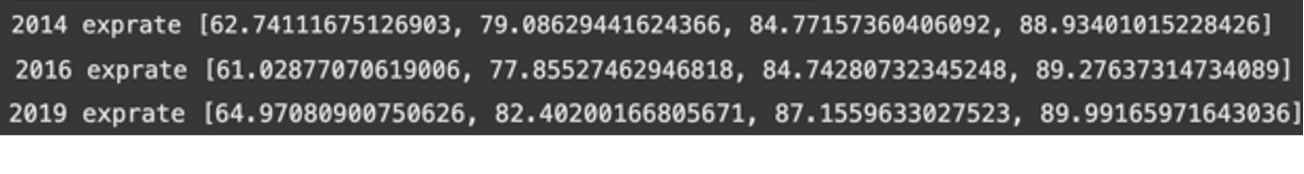 2014 exprate [62.74111675126903, 79.08629441624366, 84.77157360406092, 88.93401015228426]
2016 exprate [61.02877070619006, 77.85527462946818, 84.74280732345248, 89.27637314734089]
2019 exprate [64.97080900750626, 82.40200166805671, 87.1559633027523, 89.99165971643036]